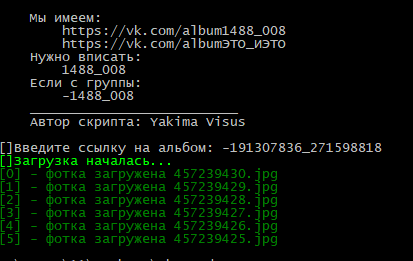 Мы имеем:
https://vk.com/album1488_008
https://vk.com/albumЭТО_ИЭТО
Нужно вписать:
1488_008
Если с группы:
-1488_008
Автор скрипта: Yakima Visus
[]Введите ссылку на альбом: -191307836_271598818
[]Загрузка началась...
[0] - фотка загружена 457239430.jpg
[1] - фотка загружена 457239429.jpg
[2] - фотка загружена 457239428.jpg
[3] - фотка загружена 457239427.jpg
[4] - фотка загружена 457239426.jpg
[5] - фотка загружена 457239425.jpg